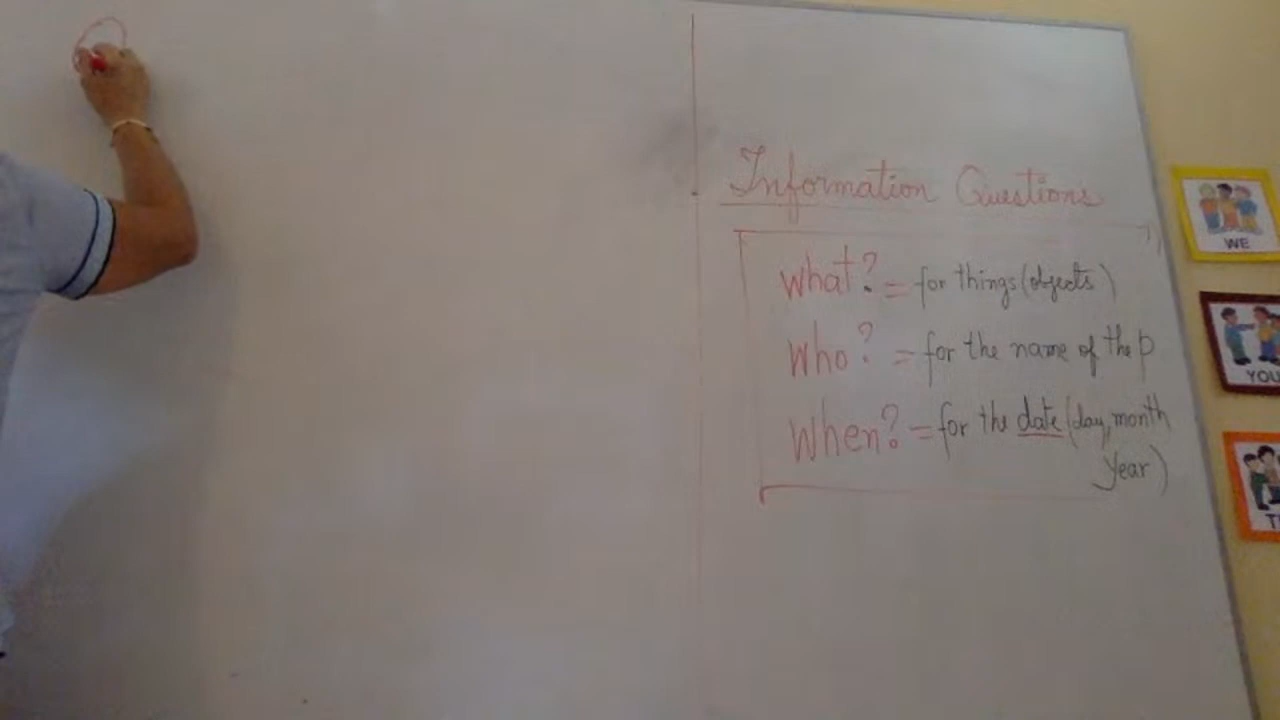 Information Questions
what? = for things (objects)
who? = for the name of the p
When? = for the date (day, month
year)
WE
YOU
T